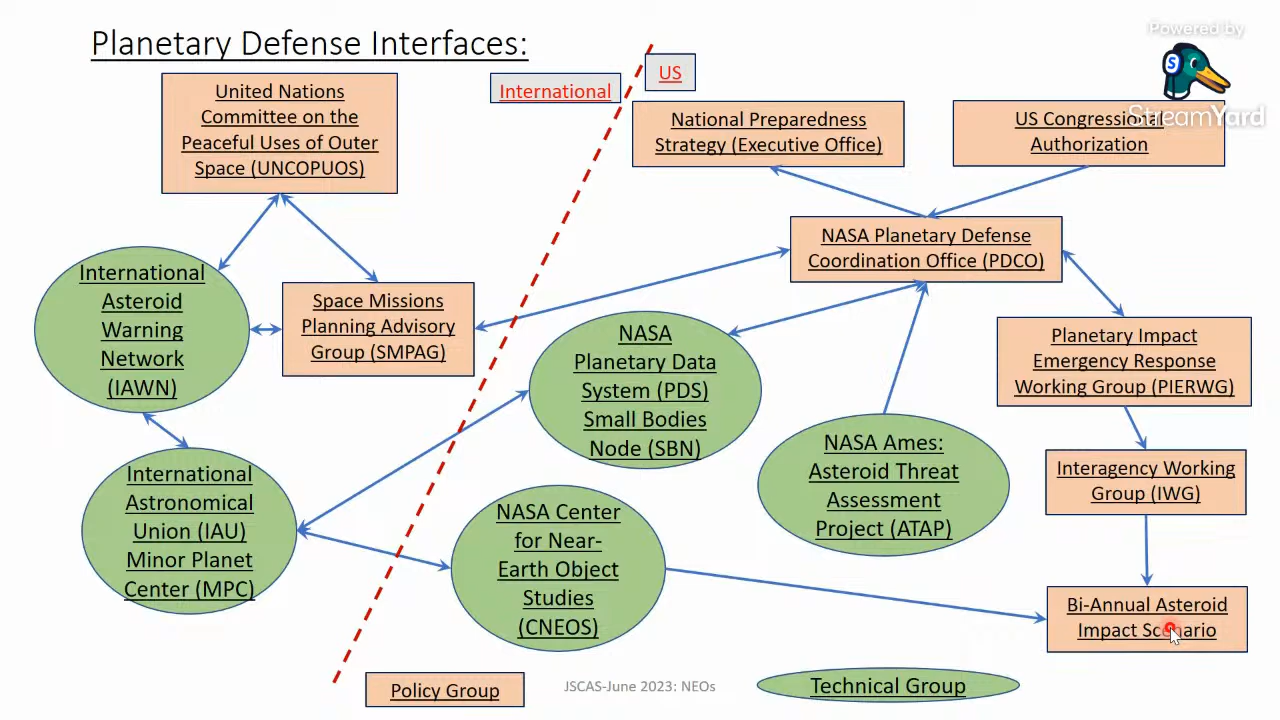 Planetary Defense Interfaces:
Powered by
StreamYard
International
US
United Nations
Committee on the
Peaceful Uses of Outer
Space (UNCOPUOS)
National Preparedness
Strategy (Executive Office)
US Congressional
Authorization
NASA Planetary Defense
Coordination Office (PDCO)
International
Asteroid
Warning
Network
(IAWN)
Space Missions
Planning Advisory
Group (SMPAG)
NASA
Planetary Data
System (PDS)
Small Bodies
Node (SBN)
Planetary Impact
Emergency Response
Working Group (PIERWG)
NASA Ames:
Asteroid Threat
Assessment
Project (ATAP)
Interagency Working
Group (IWG)
International
Astronomical
Union (IAU)
Minor Planet
Center (MPC)
NASA Center
for Near-
Earth Object
Studies
(CNEOS)
Bi-Annual Asteroid
Impact Scenario
Policy Group
JSCAS-June 2023: NEOs
Technical Group